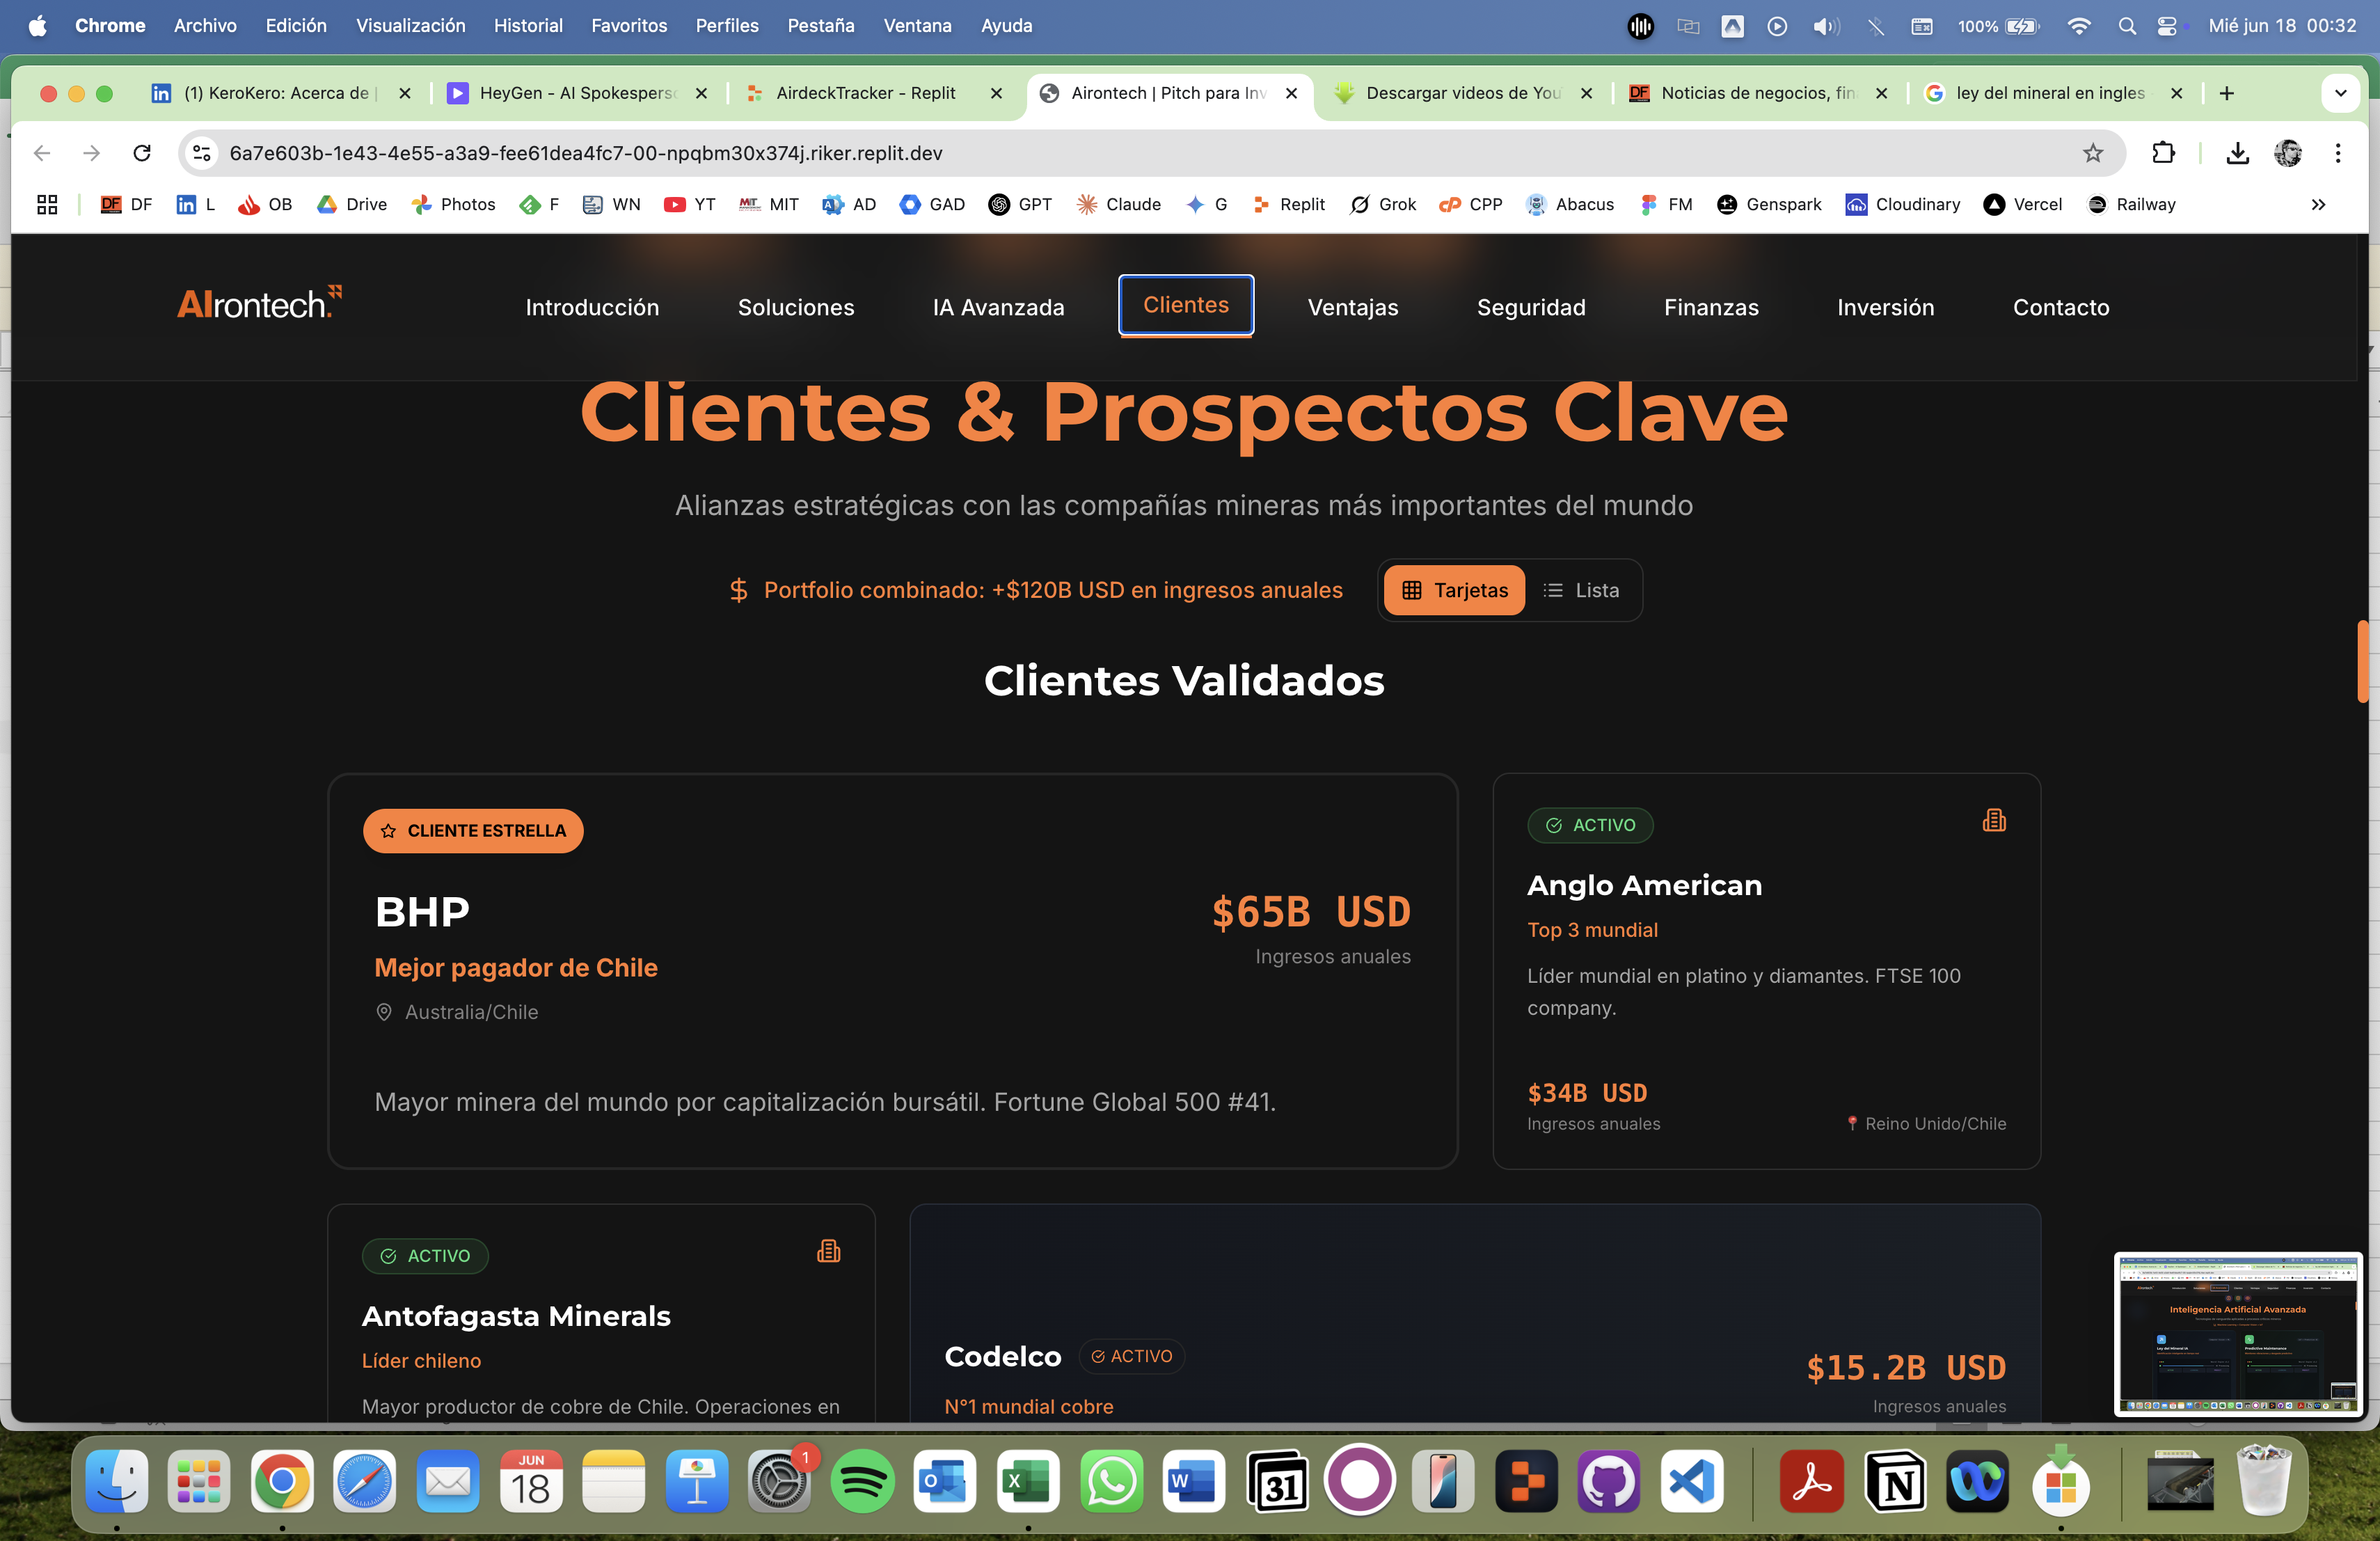 Chrome Archivo Edición Visualización Historial Favoritos Perfiles Pestaña Ventana Ayuda 100% Mié jun 18 00:32
(1) KeroKero: Acerca de | HeyGen - AI Spokespers AirdeckTracker - Replit Airontech | Pitch para Inv Descargar videos de You DF Noticias de negocios, fin ley del mineral en ingles
6a7e603b-1e43-4e55-a3a9-fee61dea4fc7-00-npqbm30x374j.riker.replit.dev
DF L OB Drive Photos F WN YT MIT AD GAD GPT Claude G Replit Grok CPP Abacus FM Genspark Cloudinary Vercel Railway
AIrontech. Introducción Soluciones IA Avanzada Clientes Ventajas Seguridad Finanzas Inversión Contacto
Clientes & Prospectos Clave
Alianzas estratégicas con las compañías mineras más importantes del mundo
Portfolio combinado: +$120B USD en ingresos anuales Tarjetas Lista
Clientes Validados
CLIENTE ESTRELLA
BHP $65B USD
Mejor pagador de Chile Ingresos anuales
Australia/Chile
Mayor minera del mundo por capitalización bursátil. Fortune Global 500 #41.
ACTIVO
Anglo American
Top 3 mundial
Líder mundial en platino y diamantes. FTSE 100
company.
$34B USD
Ingresos anuales Reino Unido/Chile
ACTIVO
Antofagasta Minerals
Líder chileno
Mayor productor de cobre de Chile. Operaciones en
Codelco ACTIVO $15.2B USD
N°1 mundial cobre Ingresos anuales
Inteligencia Artificial Avanzada
JUN
18
1
31